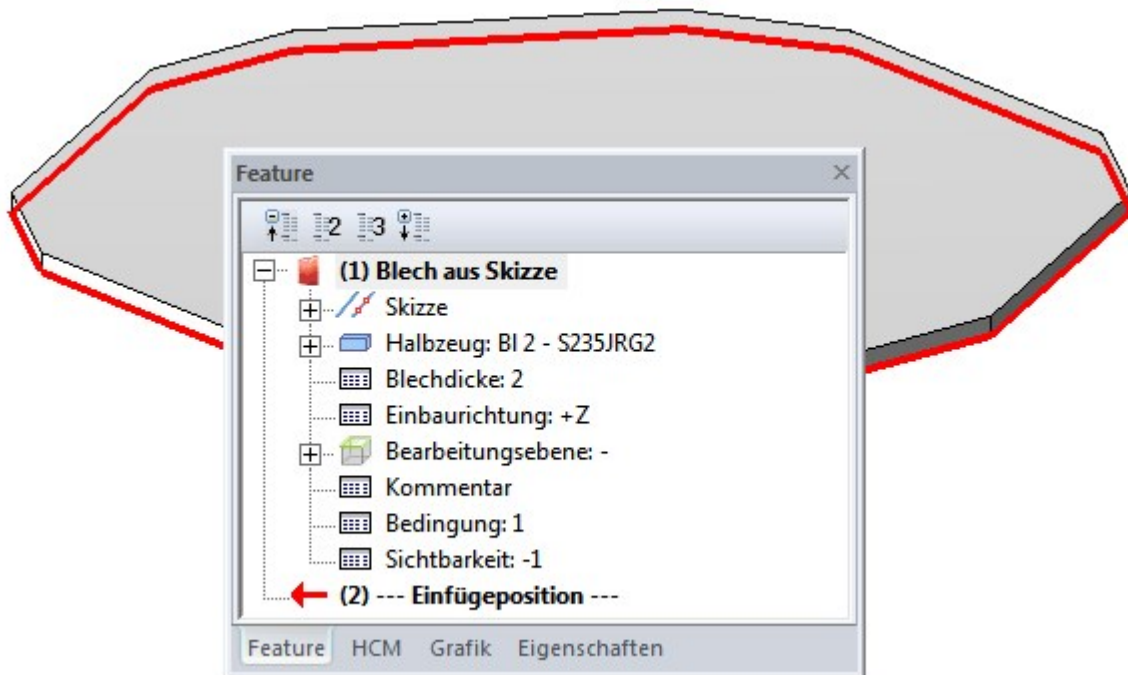 Feature
2 3
(1) Blech aus Skizze
Skizze
Halbzeug: Bl 2 - S235JRG2
Blechdicke: 2
Einbaurichtung: +Z
Bearbeitungsebene: -
Kommentar
Bedingung: 1
Sichtbarkeit: -1
(2) --- Einfügeposition ---
Feature HCM Grafik Eigenschaften